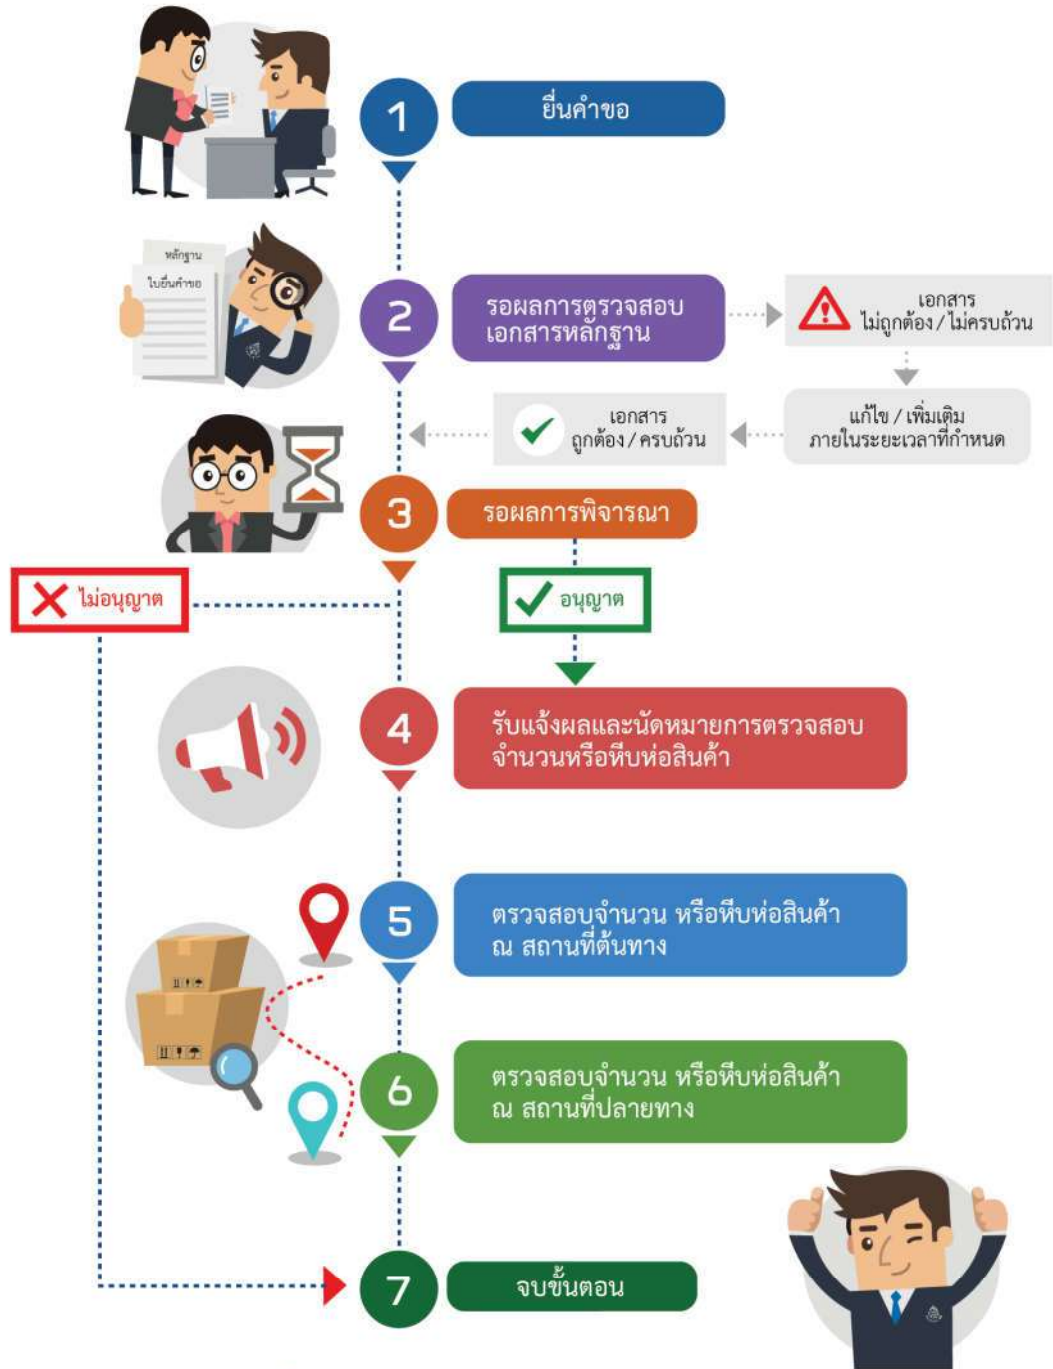 1
ยื่นคำขอ
หลักฐาน
ใบยื่นคำขอ
2
รอผลการตรวจสอบ
เอกสารหลักฐาน
เอกสาร
ไม่ถูกต้อง / ไม่ครบถ้วน
แก้ไข / เพิ่มเติม
ภายในระยะเวลาที่กำหนด
เอกสาร
ถูกต้อง / ครบถ้วน
3
รอผลการพิจารณา
ไม่อนุญาต
อนุญาต
4
รับแจ้งผลและนัดหมายการตรวจสอบ
จำนวนหรือหีบห่อสินค้า
5
ตรวจสอบจำนวน หรือหีบห่อสินค้า
ณ สถานที่ต้นทาง
6
ตรวจสอบจำนวน หรือหีบห่อสินค้า
ณ สถานที่ปลายทาง
7
จบขั้นตอน